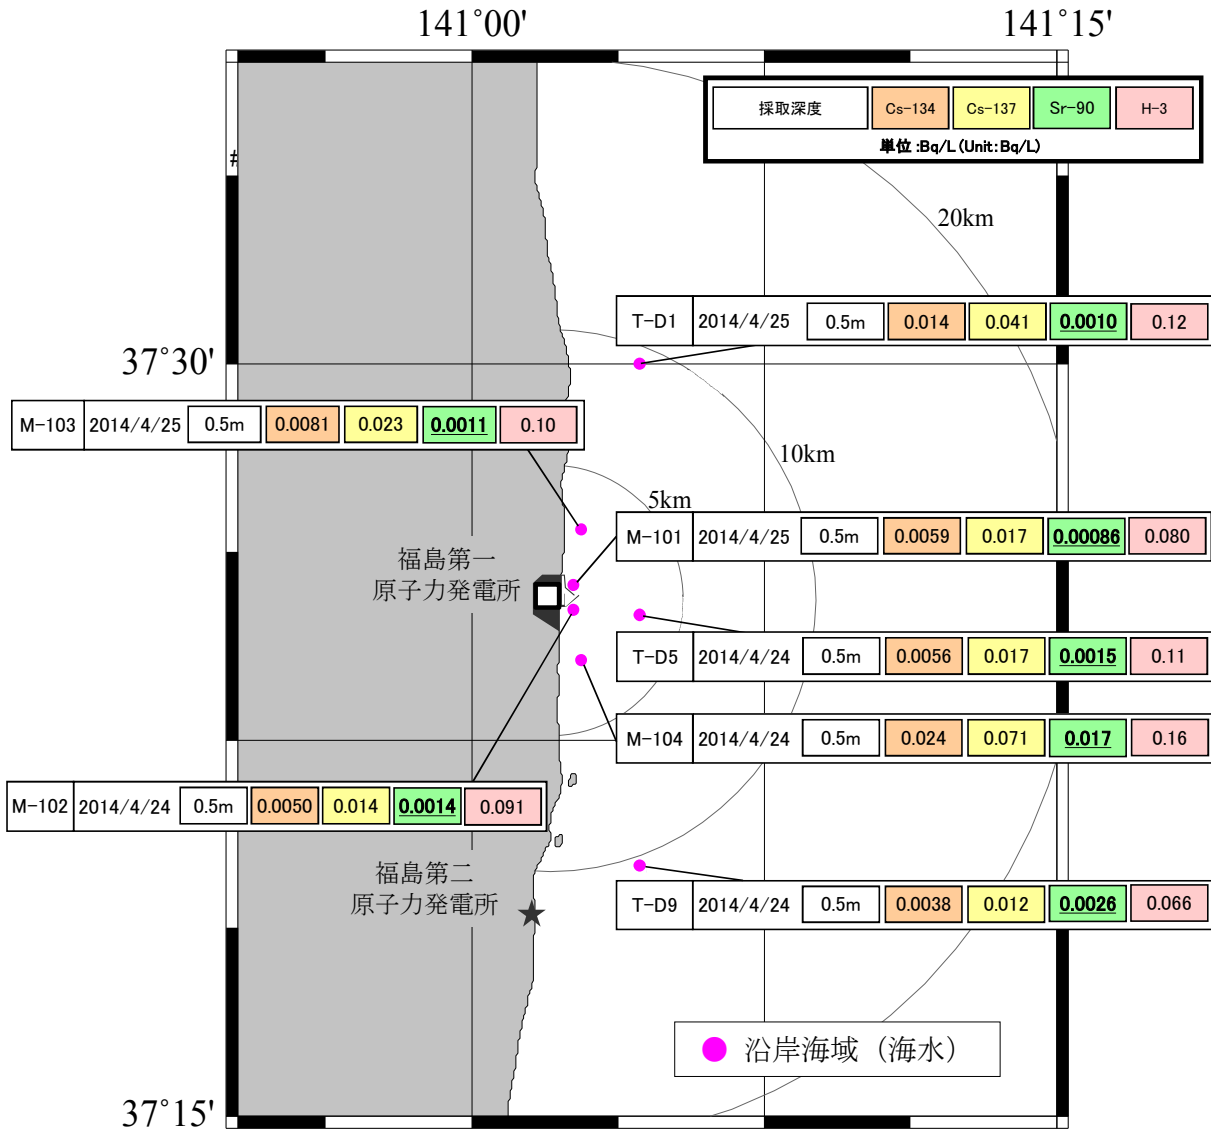 141°00'
141°15'
採取深度 Cs-134 Cs-137 Sr-90 H-3
単位:Bq/L(Unit:Bq/L)
#
20km
T-D1 2014/4/25 0.5m 0.014 0.041 0.0010 0.12
37°30'
M-103 2014/4/25 0.5m 0.0081 0.023 0.0011 0.10
10km
5km
M-101 2014/4/25 0.5m 0.0059 0.017 0.00086 0.080
福島第一
原子力発電所
T-D5 2014/4/24 0.5m 0.0056 0.017 0.0015 0.11
M-104 2014/4/24 0.5m 0.024 0.071 0.017 0.16
M-102 2014/4/24 0.5m 0.0050 0.014 0.0014 0.091
福島第二
原子力発電所
T-D9 2014/4/24 0.5m 0.0038 0.012 0.0026 0.066
沿岸海域（海水）
37°15'